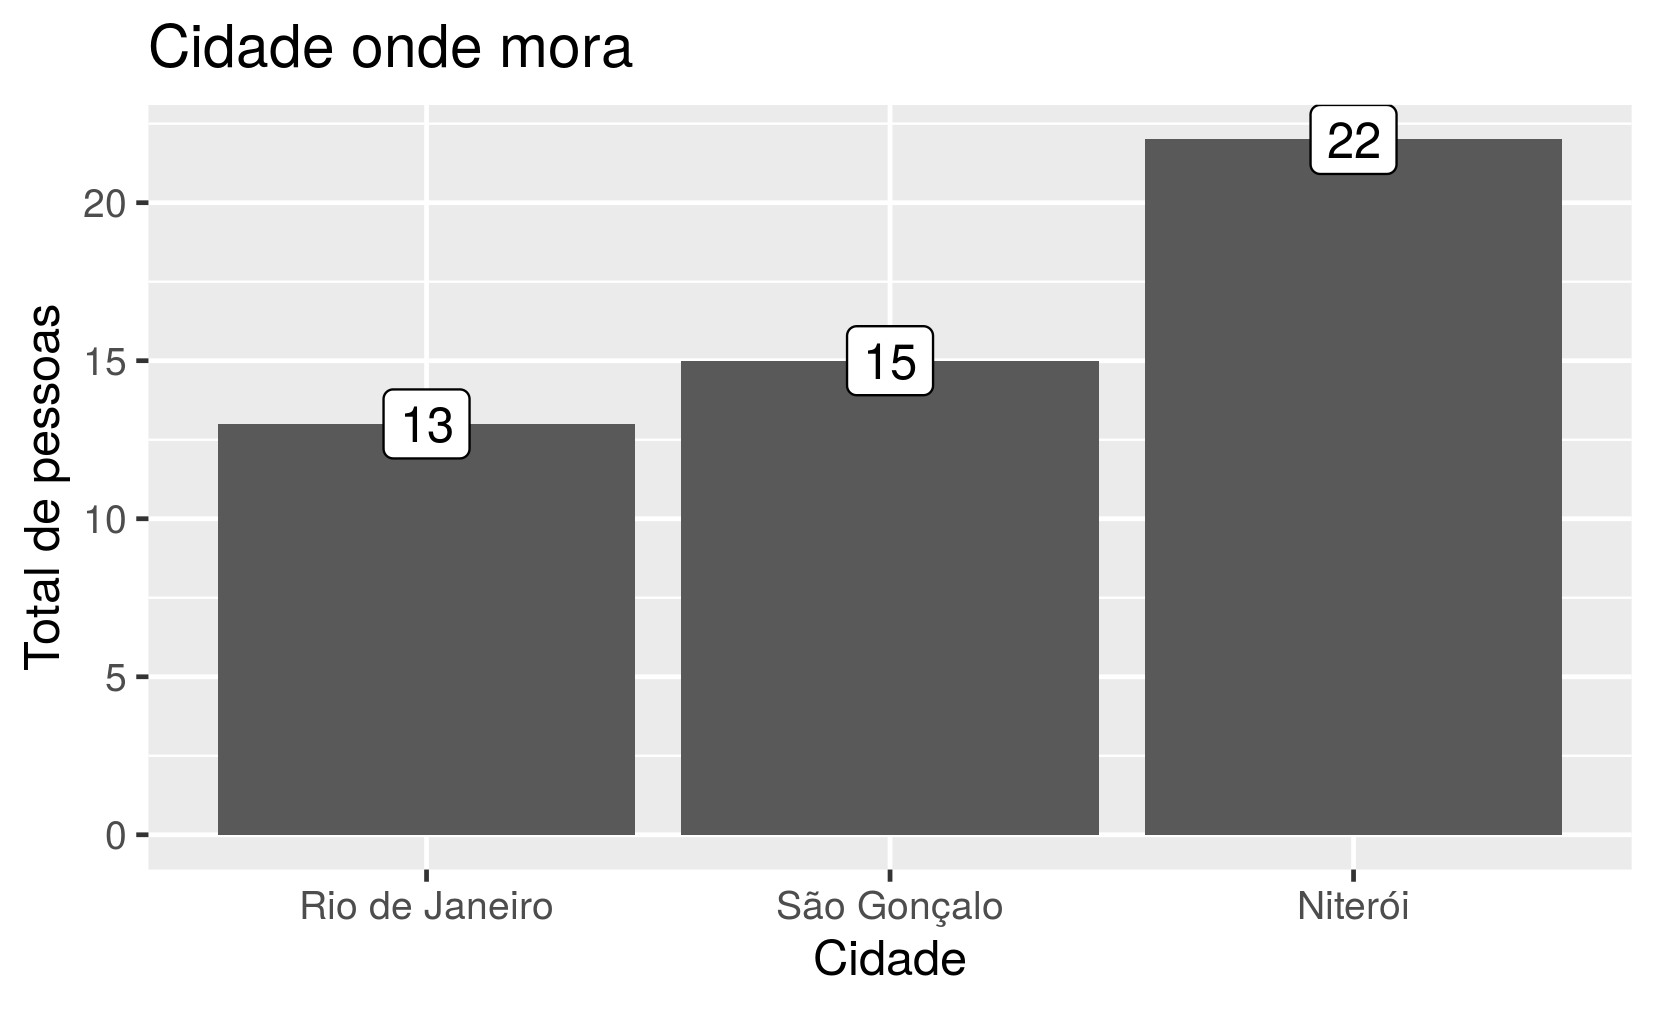 Cidade onde mora
Total de pessoas
22
20
15
15
13
10
5
0
Rio de Janeiro São Gonçalo Niterói
Cidade